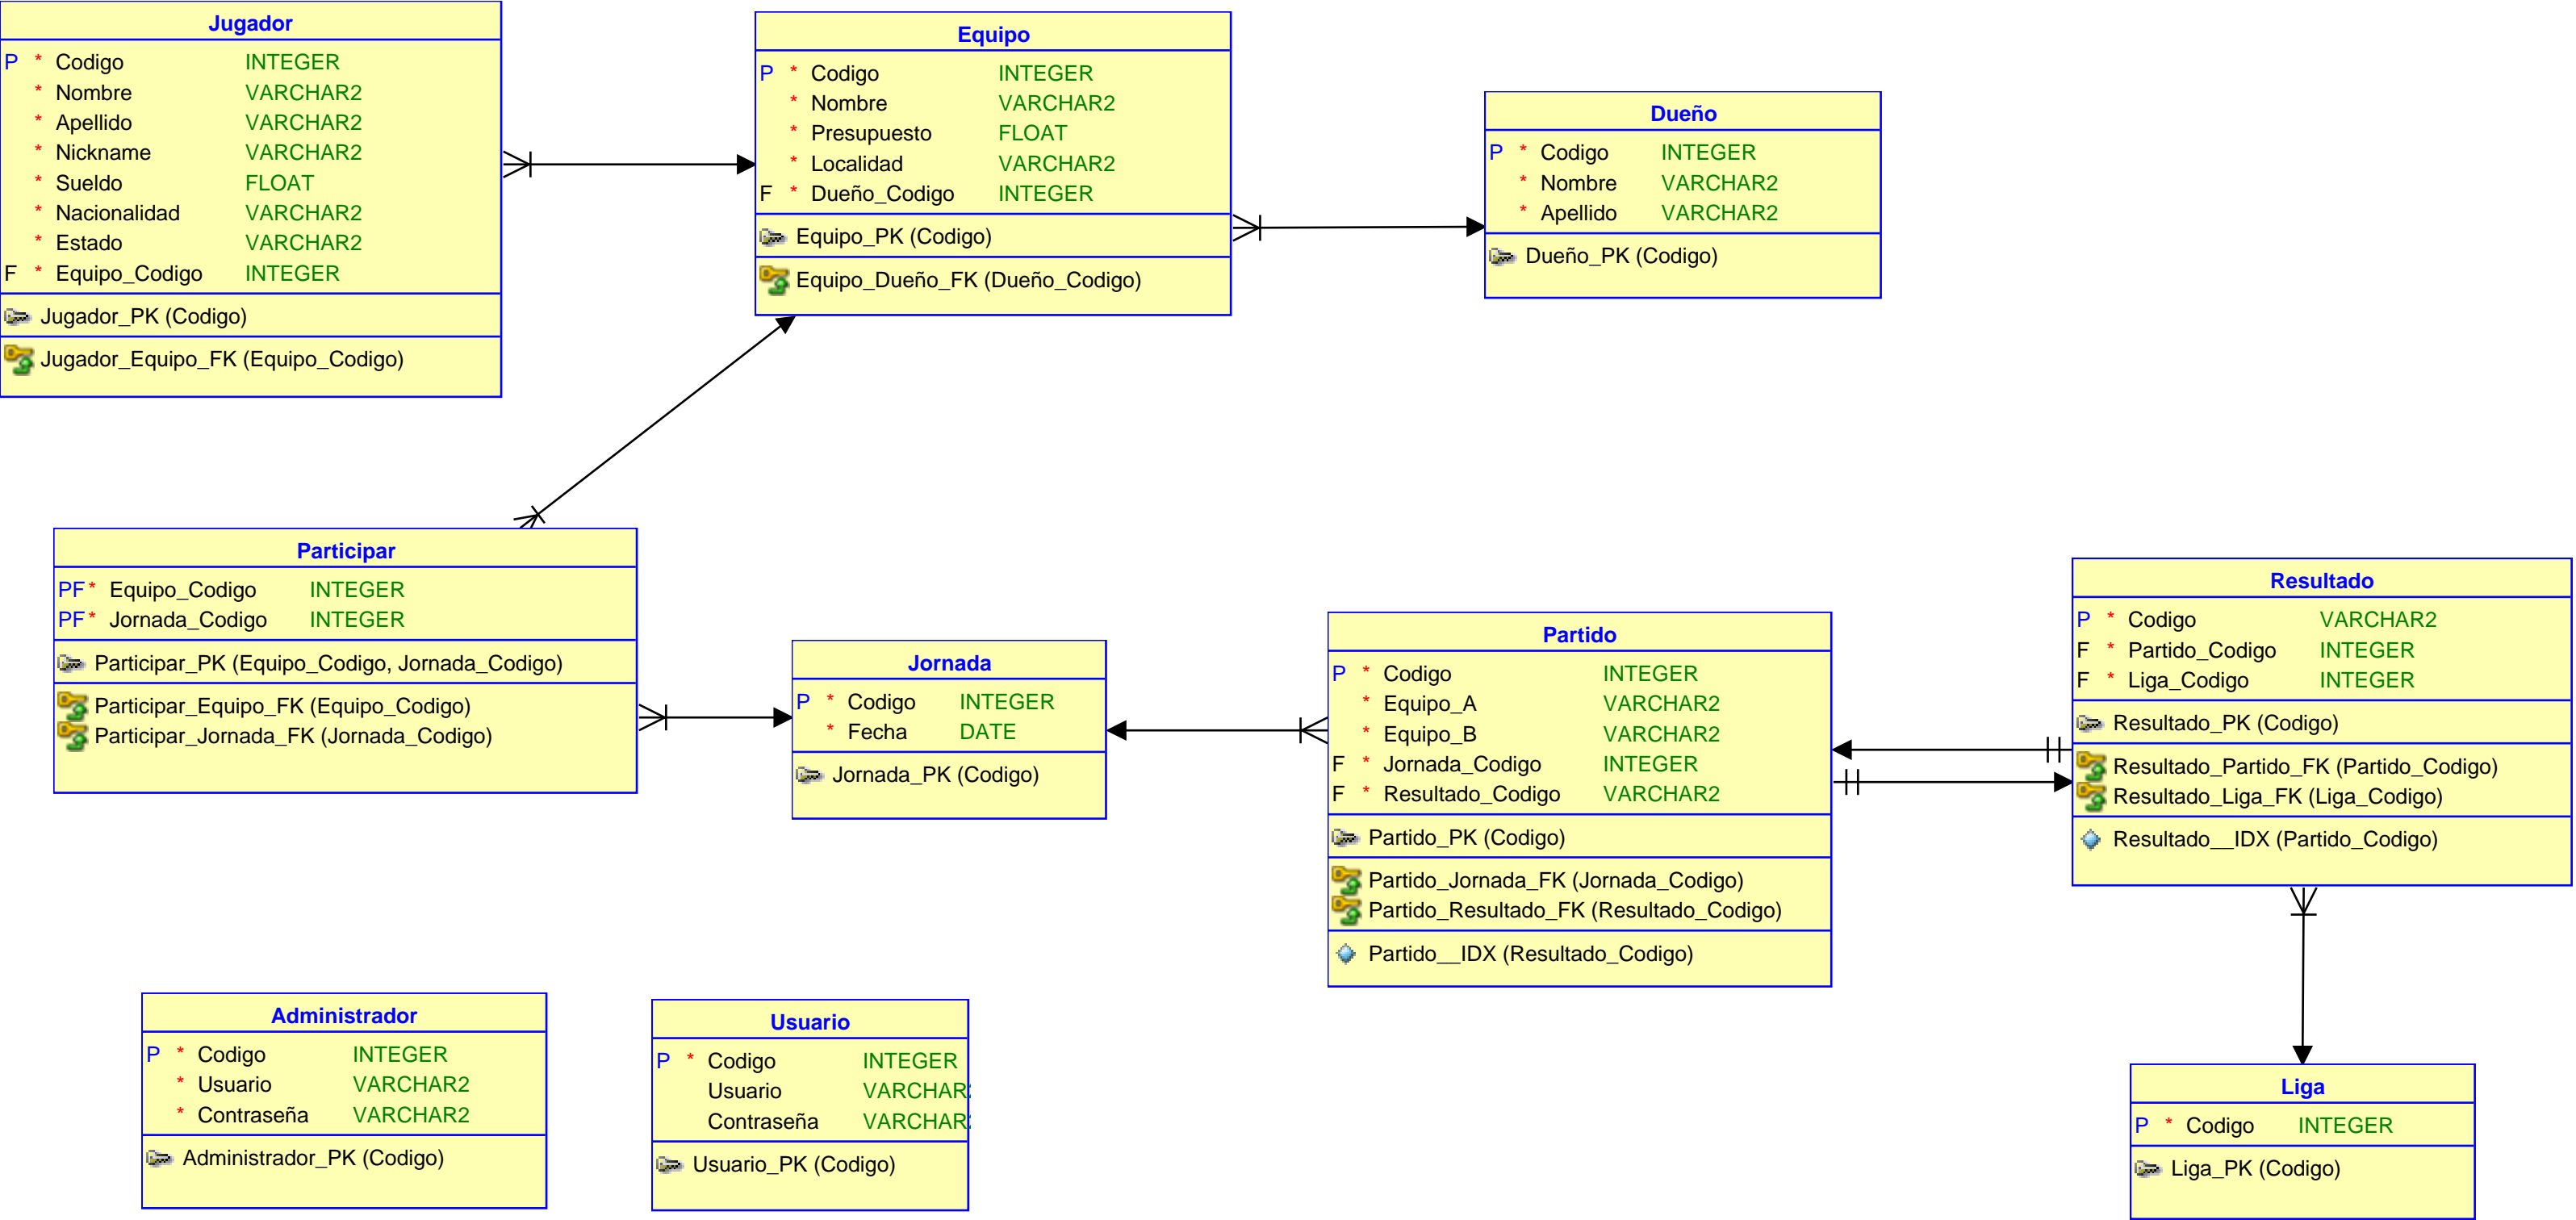 Jugador
P * Codigo INTEGER
* Nombre VARCHAR2
* Apellido VARCHAR2
* Nickname VARCHAR2
* Sueldo FLOAT
* Nacionalidad VARCHAR2
* Estado VARCHAR2
F * Equipo_Codigo INTEGER
Jugador_PK (Codigo)
Jugador_Equipo_FK (Equipo_Codigo)
Equipo
P * Codigo INTEGER
* Nombre VARCHAR2
* Presupuesto FLOAT
* Localidad VARCHAR2
F * Dueño_Codigo INTEGER
Equipo_PK (Codigo)
Equipo_Dueño_FK (Dueño_Codigo)
Dueño
P * Codigo INTEGER
* Nombre VARCHAR2
* Apellido VARCHAR2
Dueño_PK (Codigo)
Participar
PF* Equipo_Codigo INTEGER
PF* Jornada_Codigo INTEGER
Participar_PK (Equipo_Codigo, Jornada_Codigo)
Participar_Equipo_FK (Equipo_Codigo)
Participar_Jornada_FK (Jornada_Codigo)
Jornada
P * Codigo INTEGER
* Fecha DATE
Jornada_PK (Codigo)
Partido
P * Codigo INTEGER
* Equipo_A VARCHAR2
* Equipo_B VARCHAR2
F * Jornada_Codigo INTEGER
F * Resultado_Codigo VARCHAR2
Partido_PK (Codigo)
Partido_Jornada_FK (Jornada_Codigo)
Partido_Resultado_FK (Resultado_Codigo)
Partido__IDX (Resultado_Codigo)
Resultado
P * Codigo VARCHAR2
F * Partido_Codigo INTEGER
F * Liga_Codigo INTEGER
Resultado_PK (Codigo)
Resultado_Partido_FK (Partido_Codigo)
Resultado_Liga_FK (Liga_Codigo)
Resultado__IDX (Partido_Codigo)
Administrador
P * Codigo INTEGER
* Usuario VARCHAR2
* Contraseña VARCHAR2
Administrador_PK (Codigo)
Usuario
P * Codigo INTEGER
Usuario VARCHAR
Contraseña VARCHAR
Usuario_PK (Codigo)
Liga
P * Codigo INTEGER
Liga_PK (Codigo)